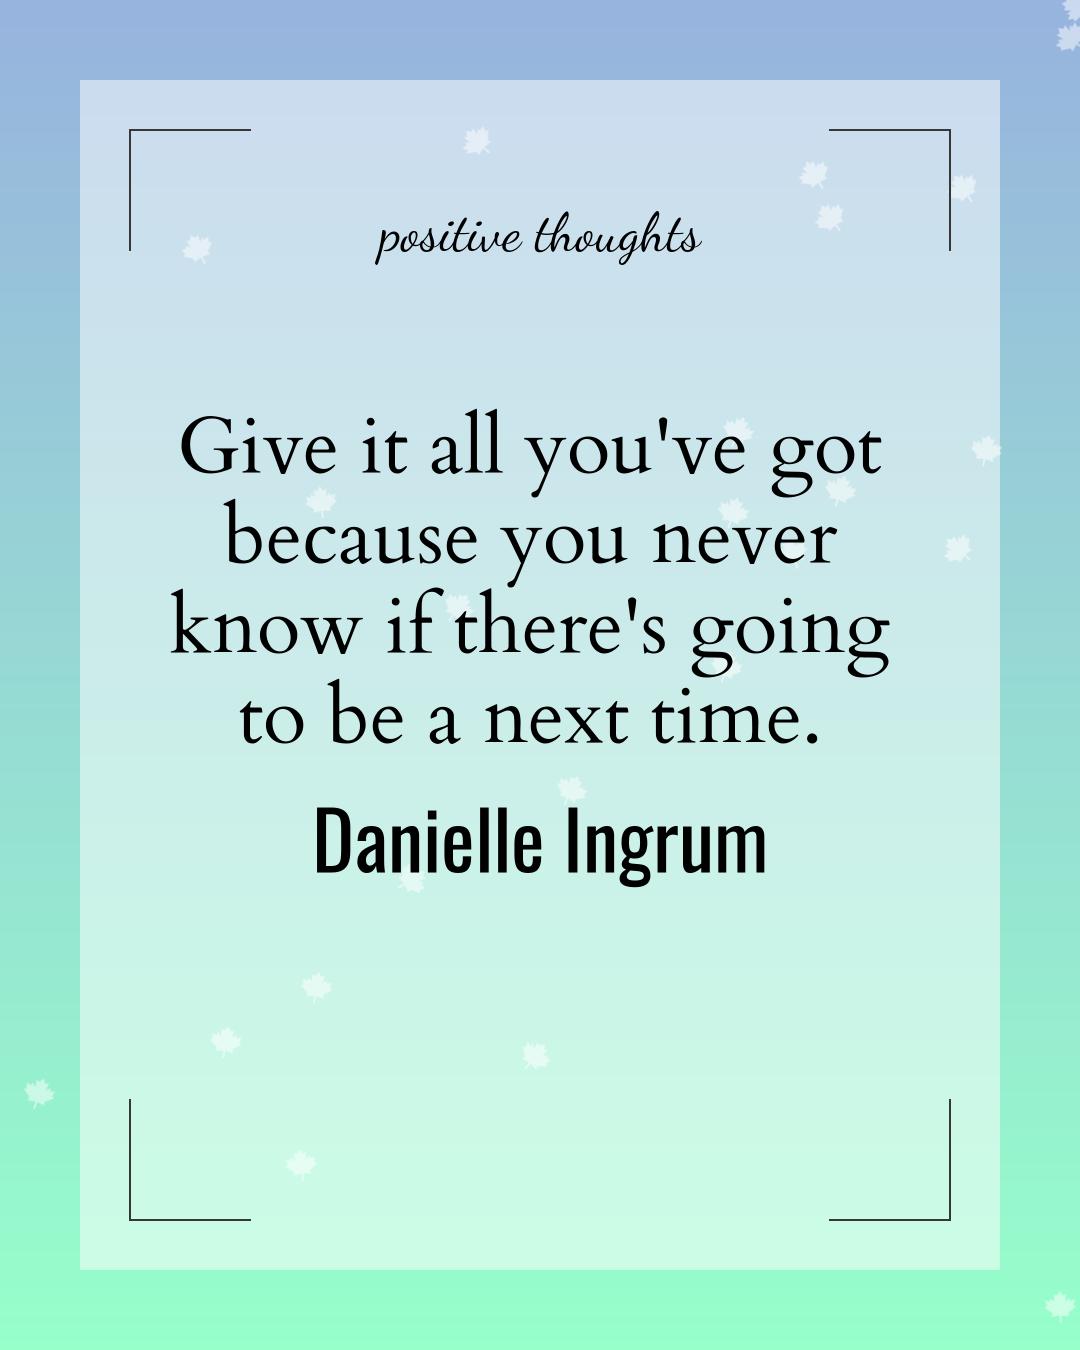 positive thoughts
Give it all you've got
because you never
know if there's going
to be a next time.
Danielle Ingrum